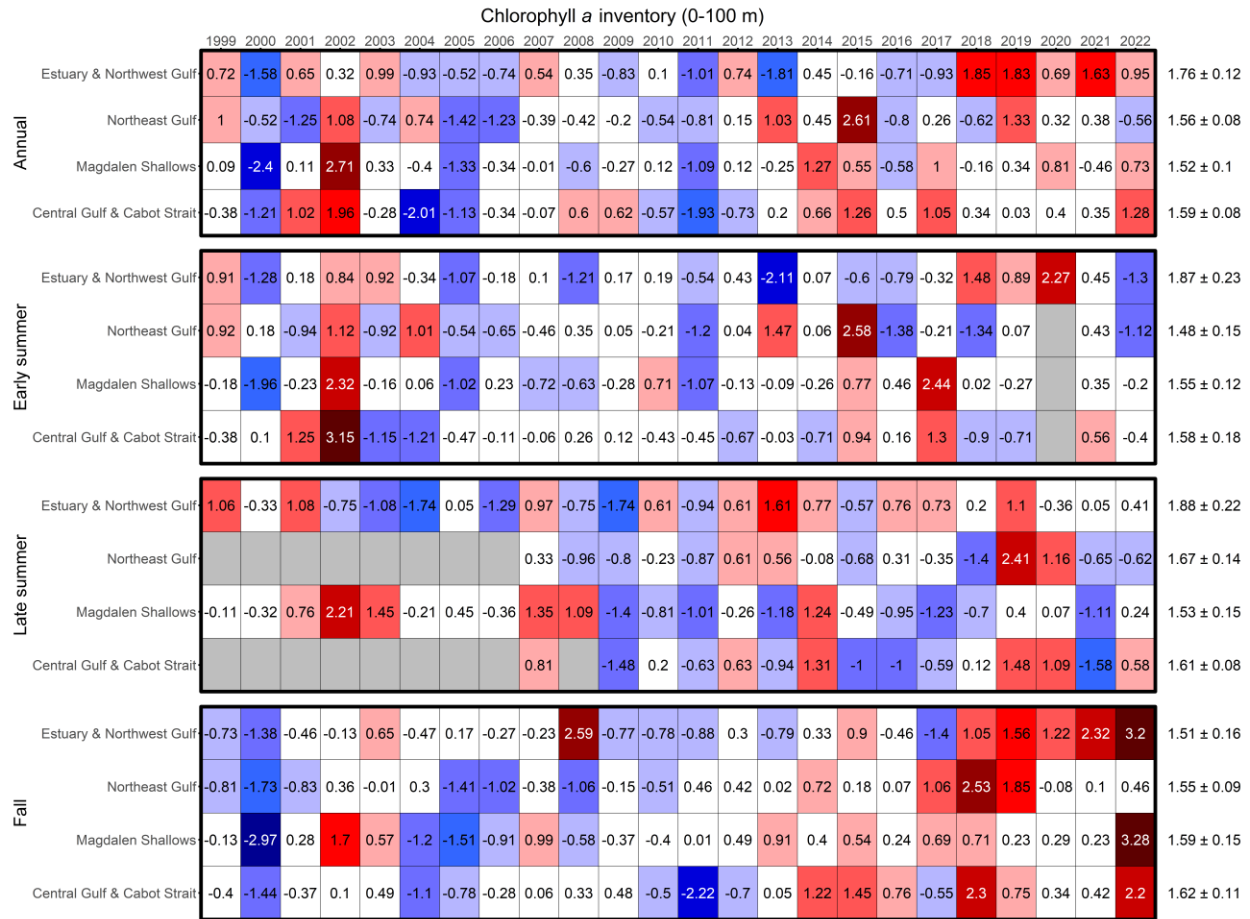 Chlorophyll a inventory (0-100 m)
1999 2000 2001 2002 2003 2004 2005 2006 2007 2008 2009 2010 2011 2012 2013 2014 2015 2016 2017 2018 2019 2020 2021 2022
Annual
Estuary & Northwest Gulf 0.72 -1.58 0.65 0.32 0.99 -0.93 -0.52 -0.74 0.54 0.35 -0.83 0.1 -1.01 0.74 -1.81 0.45 -0.16 -0.71 -0.93 1.85 1.83 0.69 1.63 0.95 1.76 ± 0.12
Northeast Gulf 1 -0.52 -1.25 1.08 -0.74 0.74 -1.42 -1.23 -0.39 -0.42 -0.2 -0.54 -0.81 0.15 1.03 0.45 2.61 -0.8 0.26 -0.62 1.33 0.32 0.38 -0.56 1.56 ± 0.08
Magdalen Shallows 0.09 -2.4 0.11 2.71 0.33 -0.4 -1.33 -0.34 -0.01 -0.6 -0.27 0.12 -1.09 0.12 -0.25 1.27 0.55 -0.58 1 -0.16 0.34 0.81 -0.46 0.73 1.52 ± 0.1
Central Gulf & Cabot Strait -0.38 -1.21 1.02 1.98 -0.28 -2.01 -1.13 -0.34 -0.07 0.6 0.62 -0.57 -1.93 -0.73 0.2 0.66 1.26 0.5 1.05 0.34 0.03 0.4 0.35 1.28 1.59 ± 0.08
Early summer
Estuary & Northwest Gulf 0.91 -1.28 0.18 0.84 0.92 -0.34 -1.07 -0.18 0.1 -1.21 0.17 0.19 -0.54 0.43 -2.11 0.07 -0.6 -0.79 -0.32 1.48 0.89 2.27 0.45 -1.3 1.87 ± 0.23
Northeast Gulf 0.92 0.18 -0.94 1.12 -0.92 1.01 -0.54 -0.65 -0.46 0.35 0.05 -0.21 -1.2 0.04 1.47 0.06 2.58 -1.38 -0.21 -1.34 0.07 0.43 -1.12 1.48 ± 0.15
Magdalen Shallows -0.18 -1.96 -0.23 2.32 -0.16 0.06 -1.02 0.23 -0.72 -0.63 -0.28 0.71 -1.07 -0.13 -0.09 -0.26 0.77 0.46 2.44 0.02 -0.27 0.35 -0.2 1.55 ± 0.12
Central Gulf & Cabot Strait -0.38 0.1 1.25 3.15 -1.15 -1.21 -0.47 -0.11 -0.06 0.26 0.12 -0.43 -0.45 -0.67 -0.03 -0.71 0.94 0.16 1.3 -0.9 -0.71 0.56 -0.4 1.58 ± 0.18
Late summer
Estuary & Northwest Gulf 1.06 -0.33 1.08 -0.75 -1.08 -1.74 0.05 -1.29 0.97 -0.75 -1.74 0.61 -0.94 0.61 1.61 0.77 -0.57 0.76 0.73 0.2 1.1 -0.36 0.05 0.41 1.88 ± 0.22
Northeast Gulf 0.33 -0.96 -0.8 -0.23 -0.87 0.61 0.56 -0.08 -0.68 0.31 -0.35 -1.4 2.41 1.16 -0.65 -0.62 1.67 ± 0.14
Magdalen Shallows -0.11 -0.32 0.76 2.21 1.45 -0.21 0.45 -0.36 1.35 1.09 -1.4 -0.81 -1.01 -0.26 -1.18 1.24 -0.49 -0.95 -1.23 -0.7 0.4 0.07 -1.11 0.24 1.53 ± 0.15
Central Gulf & Cabot Strait 0.81 -1.48 0.2 -0.63 0.63 -0.94 1.31 -1 -1 -0.59 0.12 1.48 1.09 -1.58 0.58 1.61 ± 0.08
Fall
Estuary & Northwest Gulf -0.73 -1.38 -0.46 -0.13 0.65 -0.47 0.17 -0.27 -0.23 2.59 -0.77 -0.78 -0.88 0.3 -0.79 0.33 0.9 -0.46 -1.4 1.05 1.56 1.22 2.32 3.2 1.51 ± 0.16
Northeast Gulf -0.81 -1.73 -0.83 0.36 -0.01 0.3 -1.41 -1.02 -0.38 -1.06 -0.15 -0.51 0.46 0.42 0.02 0.72 0.18 0.07 1.06 2.53 1.85 -0.08 0.1 0.46 1.55 ± 0.09
Magdalen Shallows -0.13 -2.97 0.28 1.7 0.57 -1.2 -1.51 -0.91 0.99 -0.58 -0.37 -0.4 0.01 0.49 0.91 0.4 0.54 0.24 0.69 0.71 0.23 0.29 0.23 3.28 1.59 ± 0.15
Central Gulf & Cabot Strait -0.4 -1.44 -0.37 0.1 0.49 -1.1 -0.78 -0.28 0.06 0.33 0.48 -0.5 -2.22 -0.7 0.05 1.22 1.45 0.76 -0.55 2.3 0.75 0.34 0.42 2.2 1.62 ± 0.11